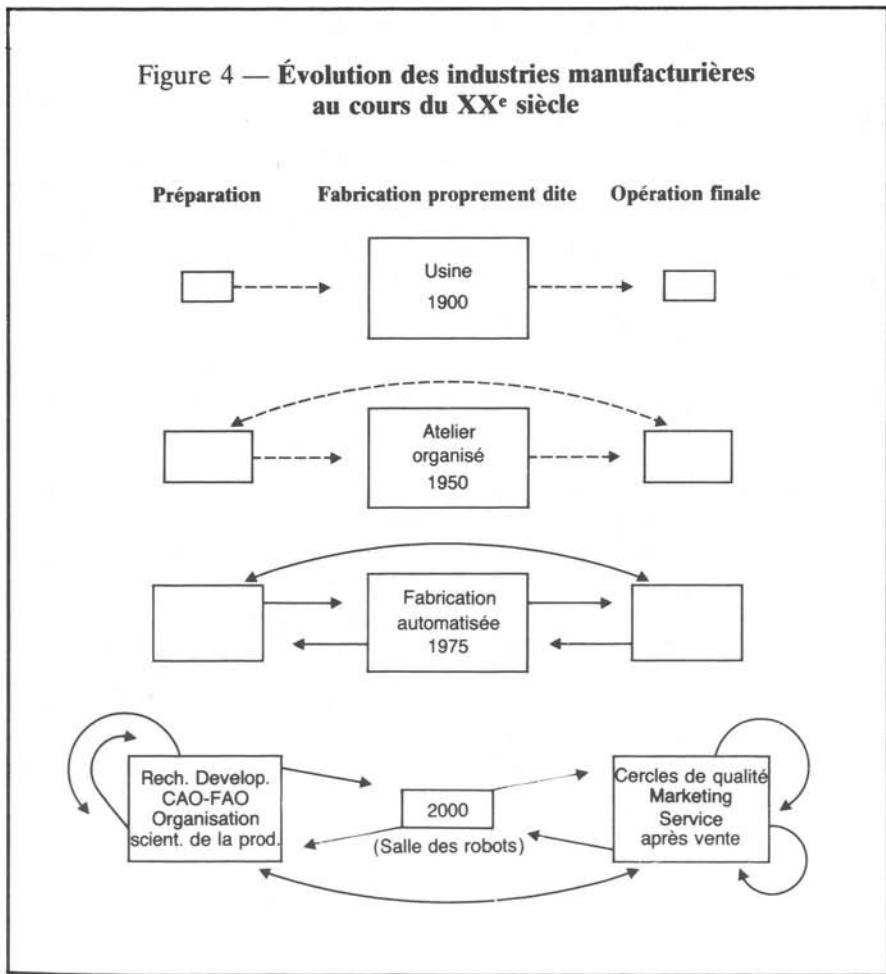 Figure 4 — Évolution des industries manufacturières
au cours du XXe siècle
Préparation Fabrication proprement dite Opération finale
Usine
1900
Atelier
organisé
1950
Fabrication
automatisée
1975
Rech. Develop.
CAO-FAO
Organisation
scient. de la prod.
2000
(Salle des robots)
Cercles de qualité
Marketing
Service
après vente